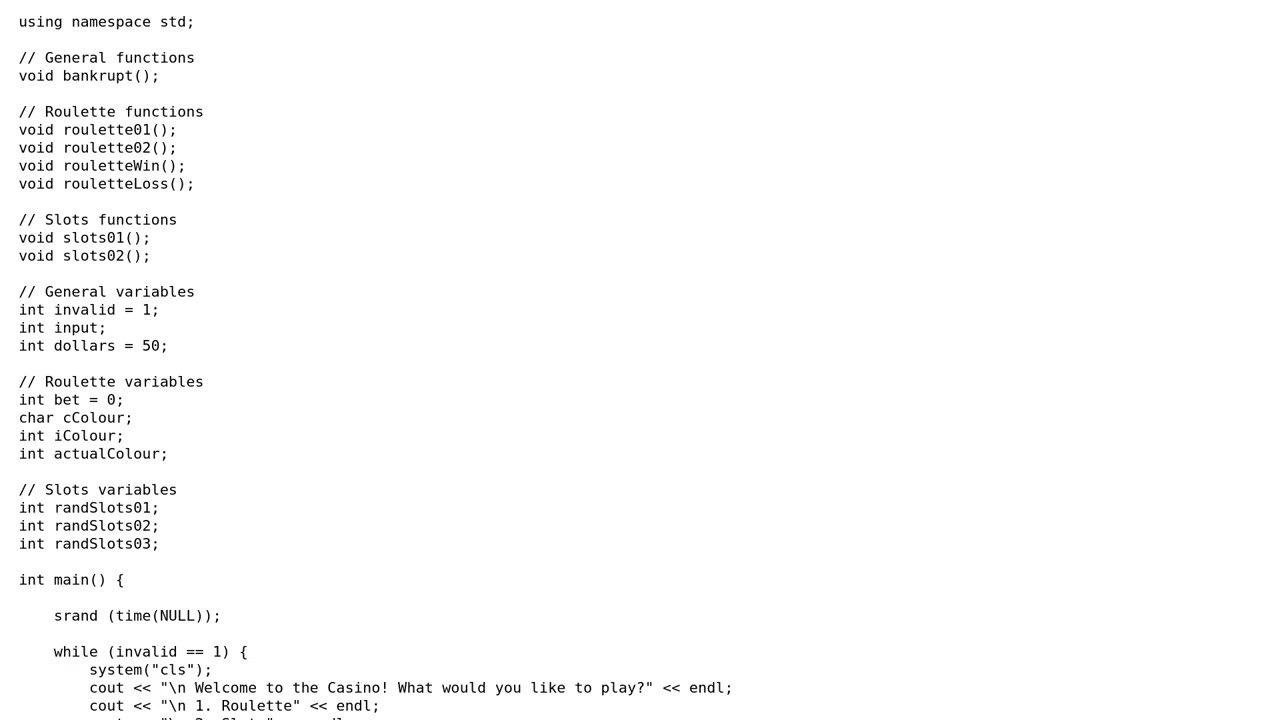 using namespace std;

// General functions
void bankrupt();

// Roulette functions
void roulette01();
void roulette02();
void rouletteWin();
void rouletteLoss();

// Slots functions
void slots01();
void slots02();

// General variables
int invalid = 1;
int input;
int dollars = 50;

// Roulette variables
int bet = 0;
char cColour;
int iColour;
int actualColour;

// Slots variables
int randSlots01;
int randSlots02;
int randSlots03;

int main() {

    srand (time(NULL));

    while (invalid == 1) {
        system("cls");
        cout << "\n Welcome to the Casino! What would you like to play?" << endl;
        cout << "\n 1. Roulette" << endl;